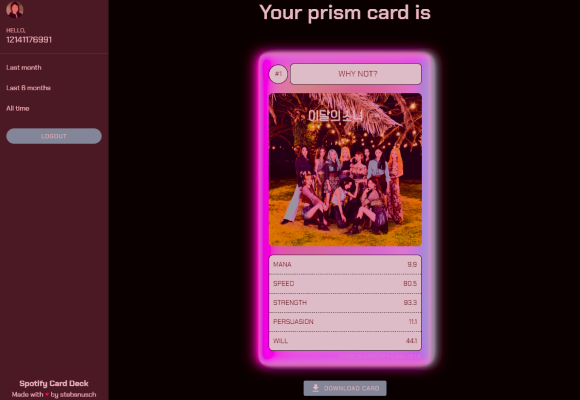 HELLO,
12141176991
Last month
Last 6 months
All time
LOGOUT
Spotify Card Deck
Made with ♥ by stebenusch
Your prism card is
#1
WHY NOT?
이달의 소녀
MANA 9.9
SPEED 80.5
STRENGTH 93.3
PERSUASION 11.1
WILL 44.1
DOWNLOAD CARD